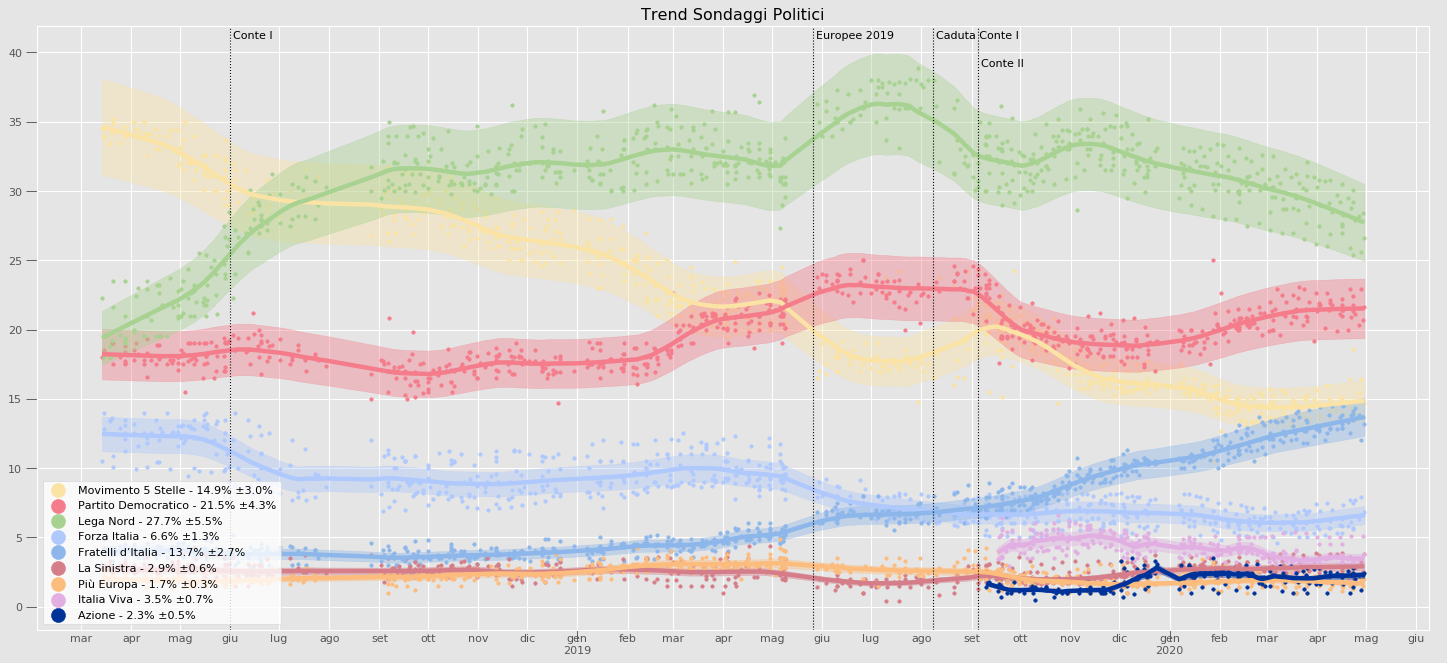 Trend Sondaggi Politici
Conte I
Europee 2019
Caduta Conte I
Conte II
40
35
30
25
20
15
10
5
0
Movimento 5 Stelle - 14.9% ±3.0%
Partito Democratico - 21.5% ±4.3%
Lega Nord - 27.7% ±5.5%
Forza Italia - 6.6% ±1.3%
Fratelli d'Italia - 13.7% ±2.7%
La Sinistra - 2.9% ±0.6%
Più Europa - 1.7% ±0.3%
Italia Viva - 3.5% ±0.7%
Azione - 2.3% ±0.5%
mar apr mag giu lug ago set ott nov dic gen feb mar apr mag giu lug ago set ott nov dic gen feb mar apr mag giu
2019 2020